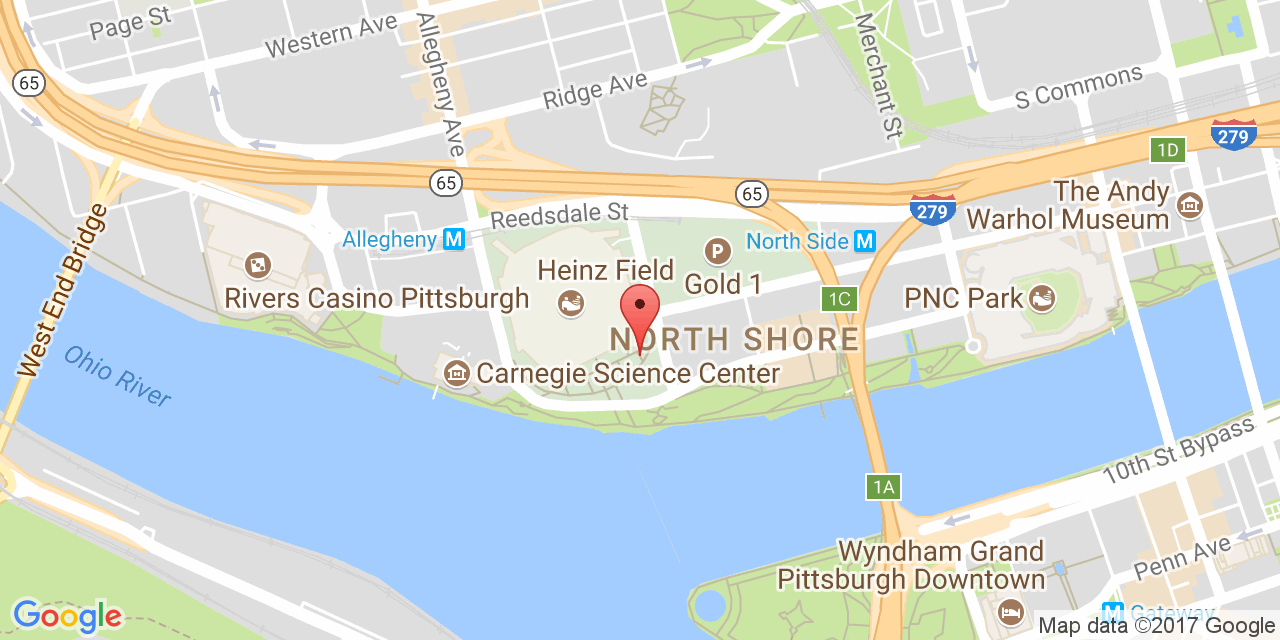 Page St
Western Ave
Allegheny Ave
Merchant St
65
Ridge Ave
S Commons
279
1D
65
65
The Andy
Warhol Museum
279
Reedsdale St
Allegheny M
North Side M
West End Bridge
P
Gold 1
Heinz Field
Rivers Casino Pittsburgh
1C
PNC Park
NORTH SHORE
Ohio River
Carnegie Science Center
10th St Bypass
1A
Wyndham Grand
Pittsburgh Downtown
Penn Ave
M Gateway
Google
Map data ©2017 Google